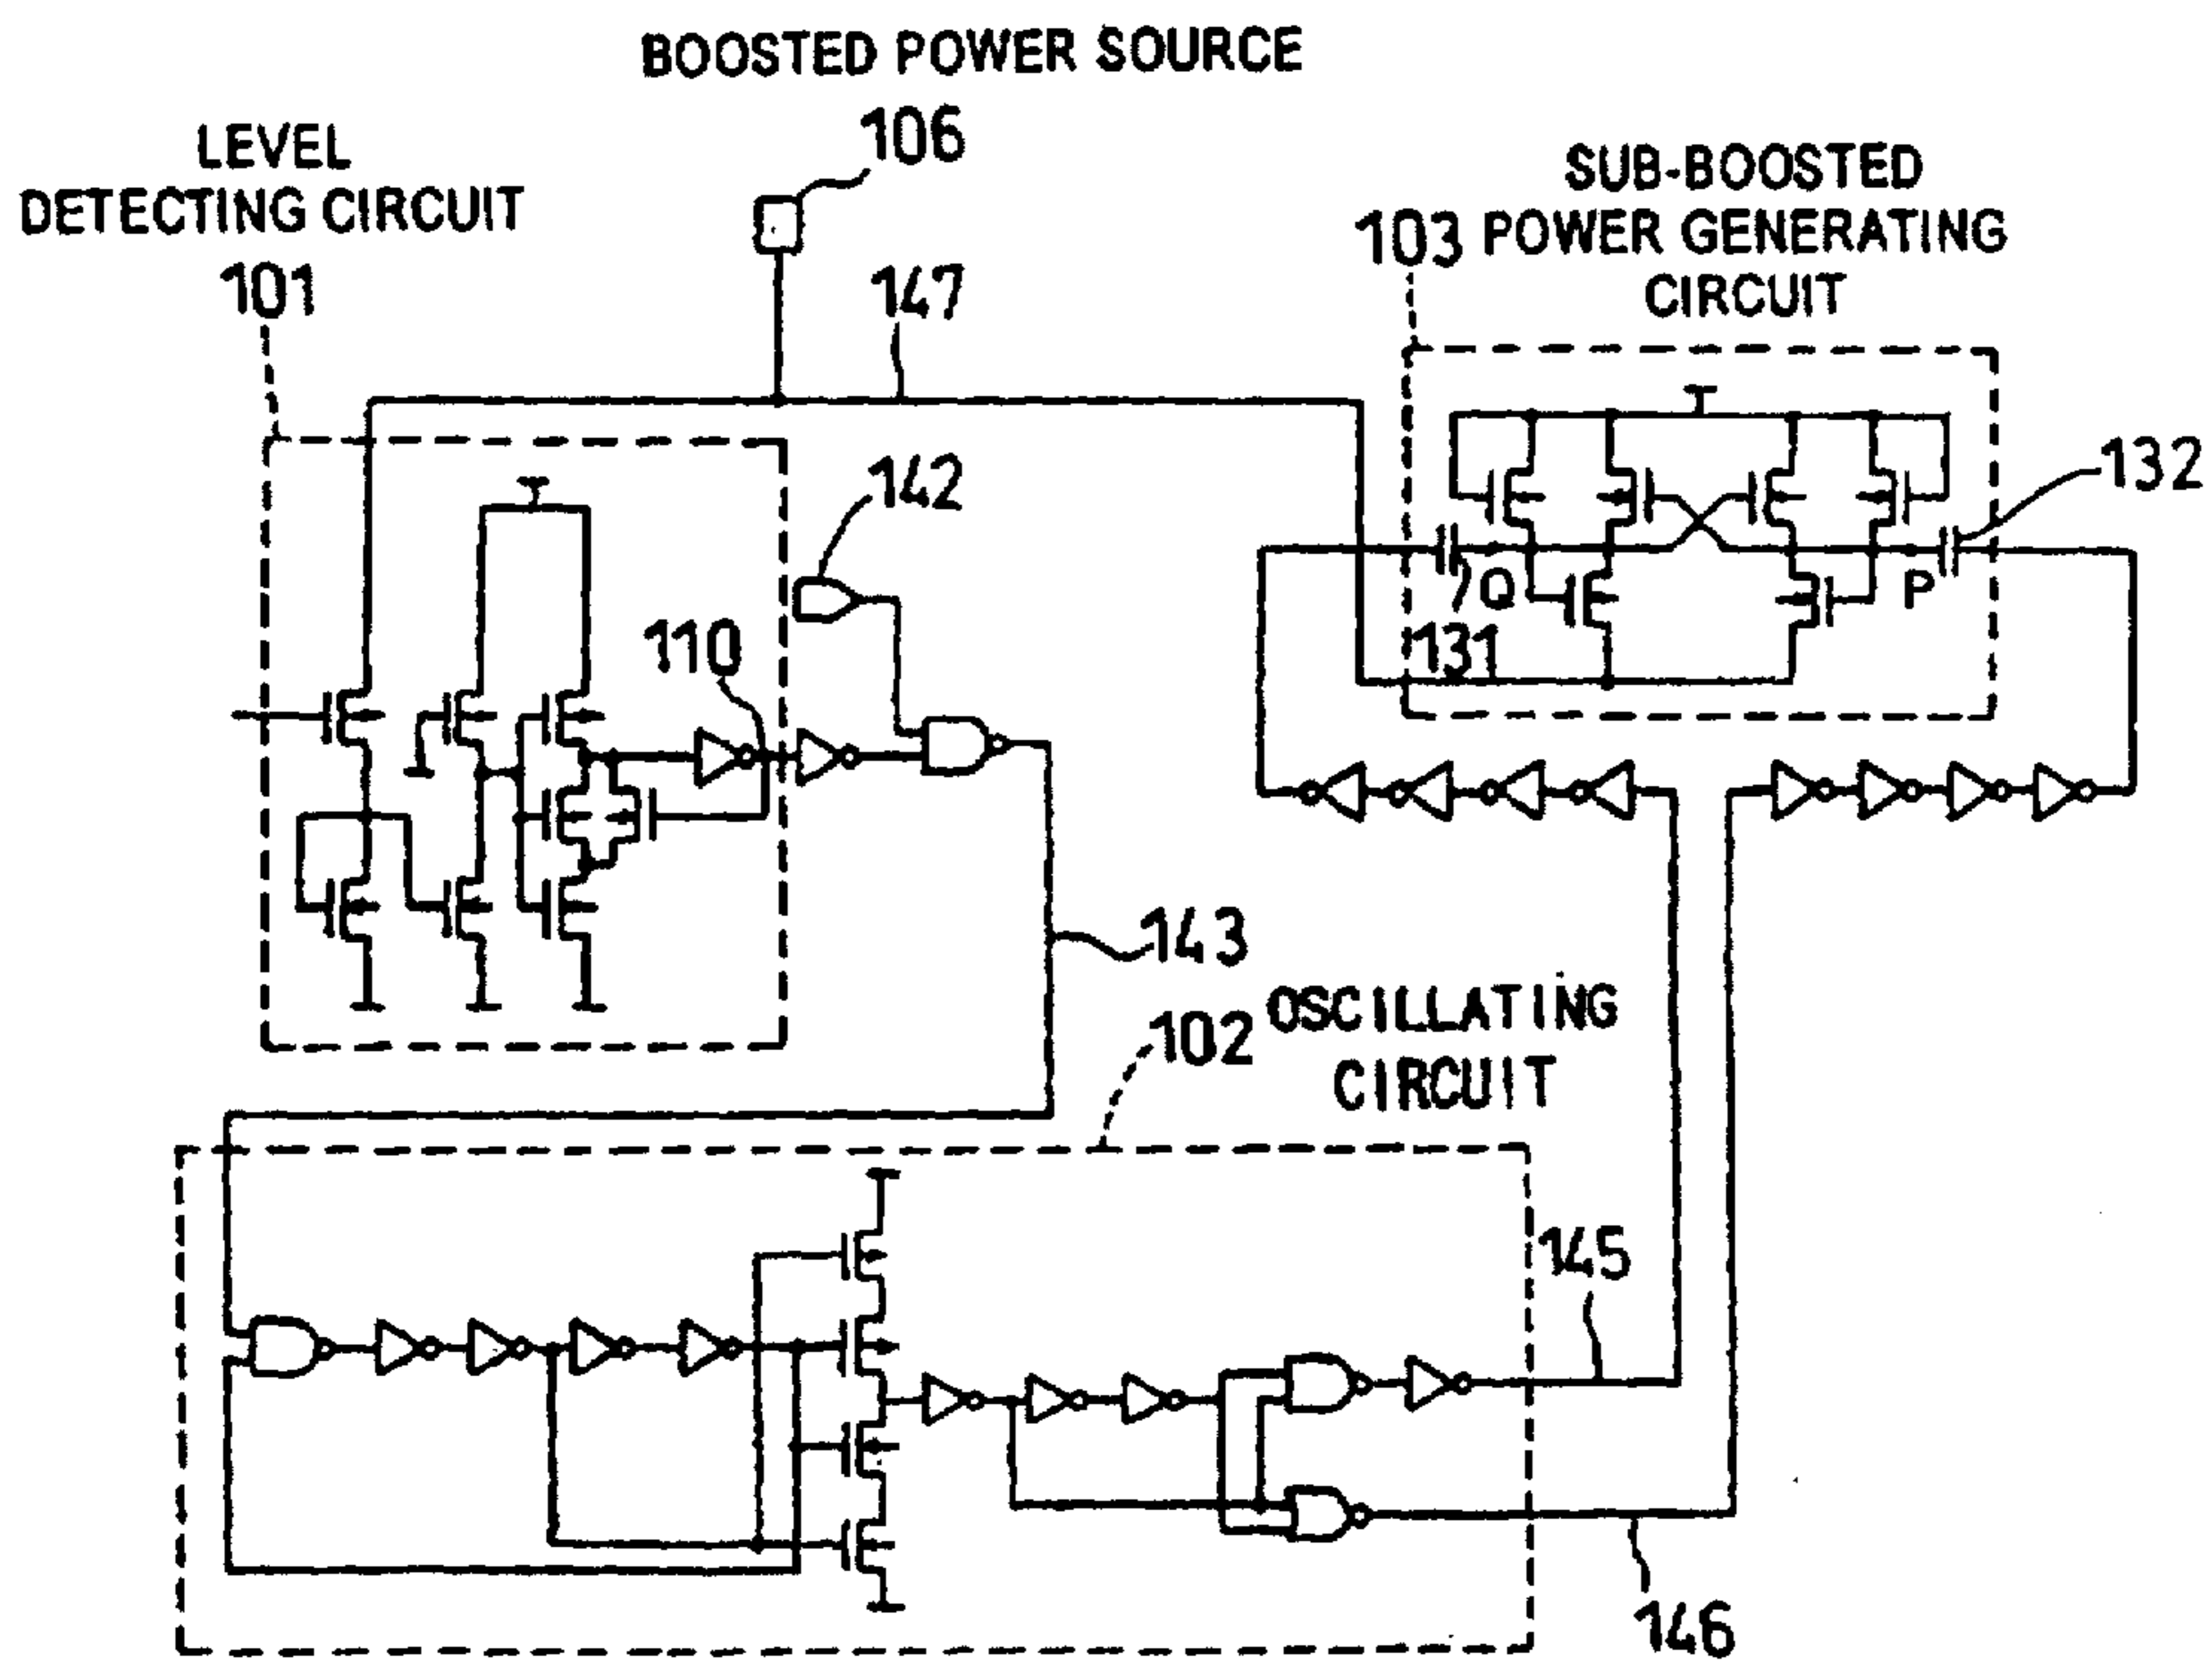 BOOSTED POWER SOURCE
106
LEVEL
DETECTING CIRCUIT
101
147
SUB-BOOSTED
103 POWER GENERATING
CIRCUIT
132
142
110
Q
P
131
143
102 OSCILLATING
CIRCUIT
145
146